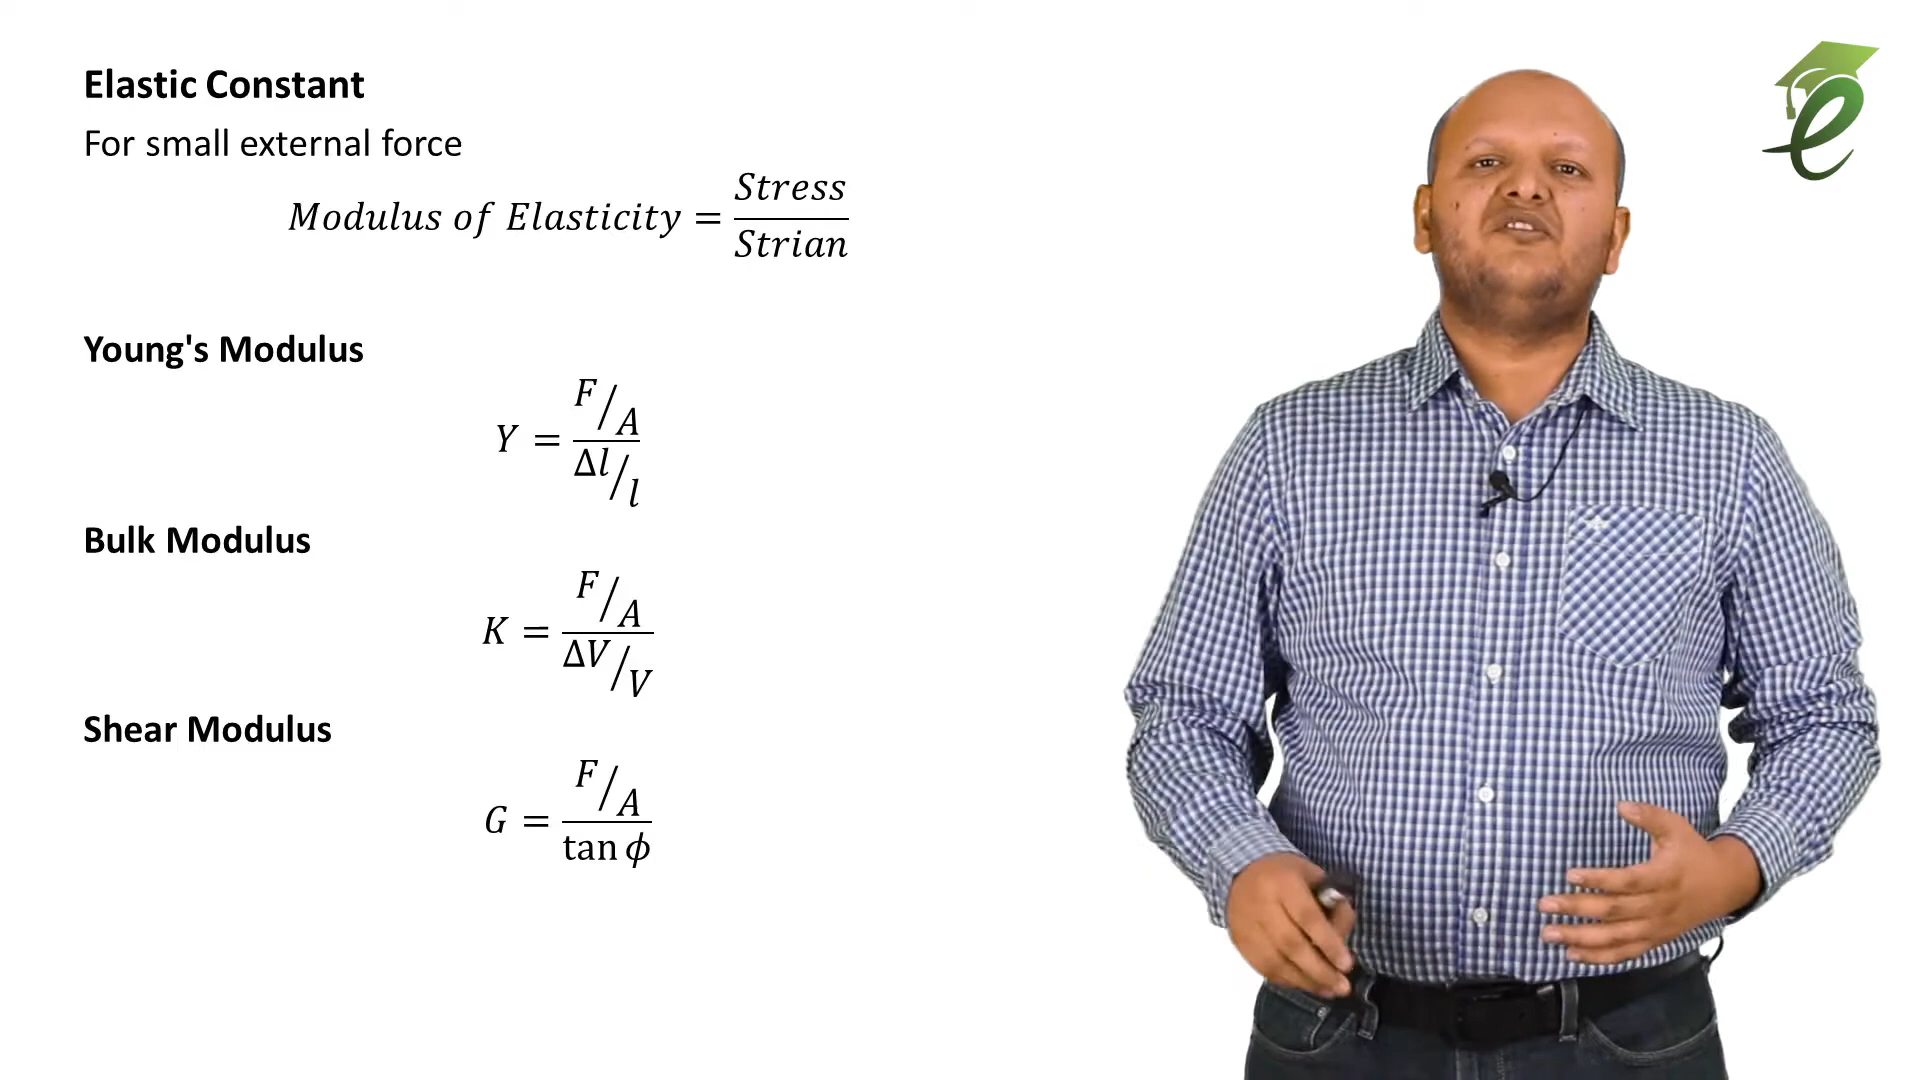 Elastic Constant
For small external force
Modulus of Elasticity = Stress / Strian
Young's Modulus
Y = F/A / Δl/l
Bulk Modulus
K = F/A / ΔV/V
Shear Modulus
G = F/A / tan ϕ
e